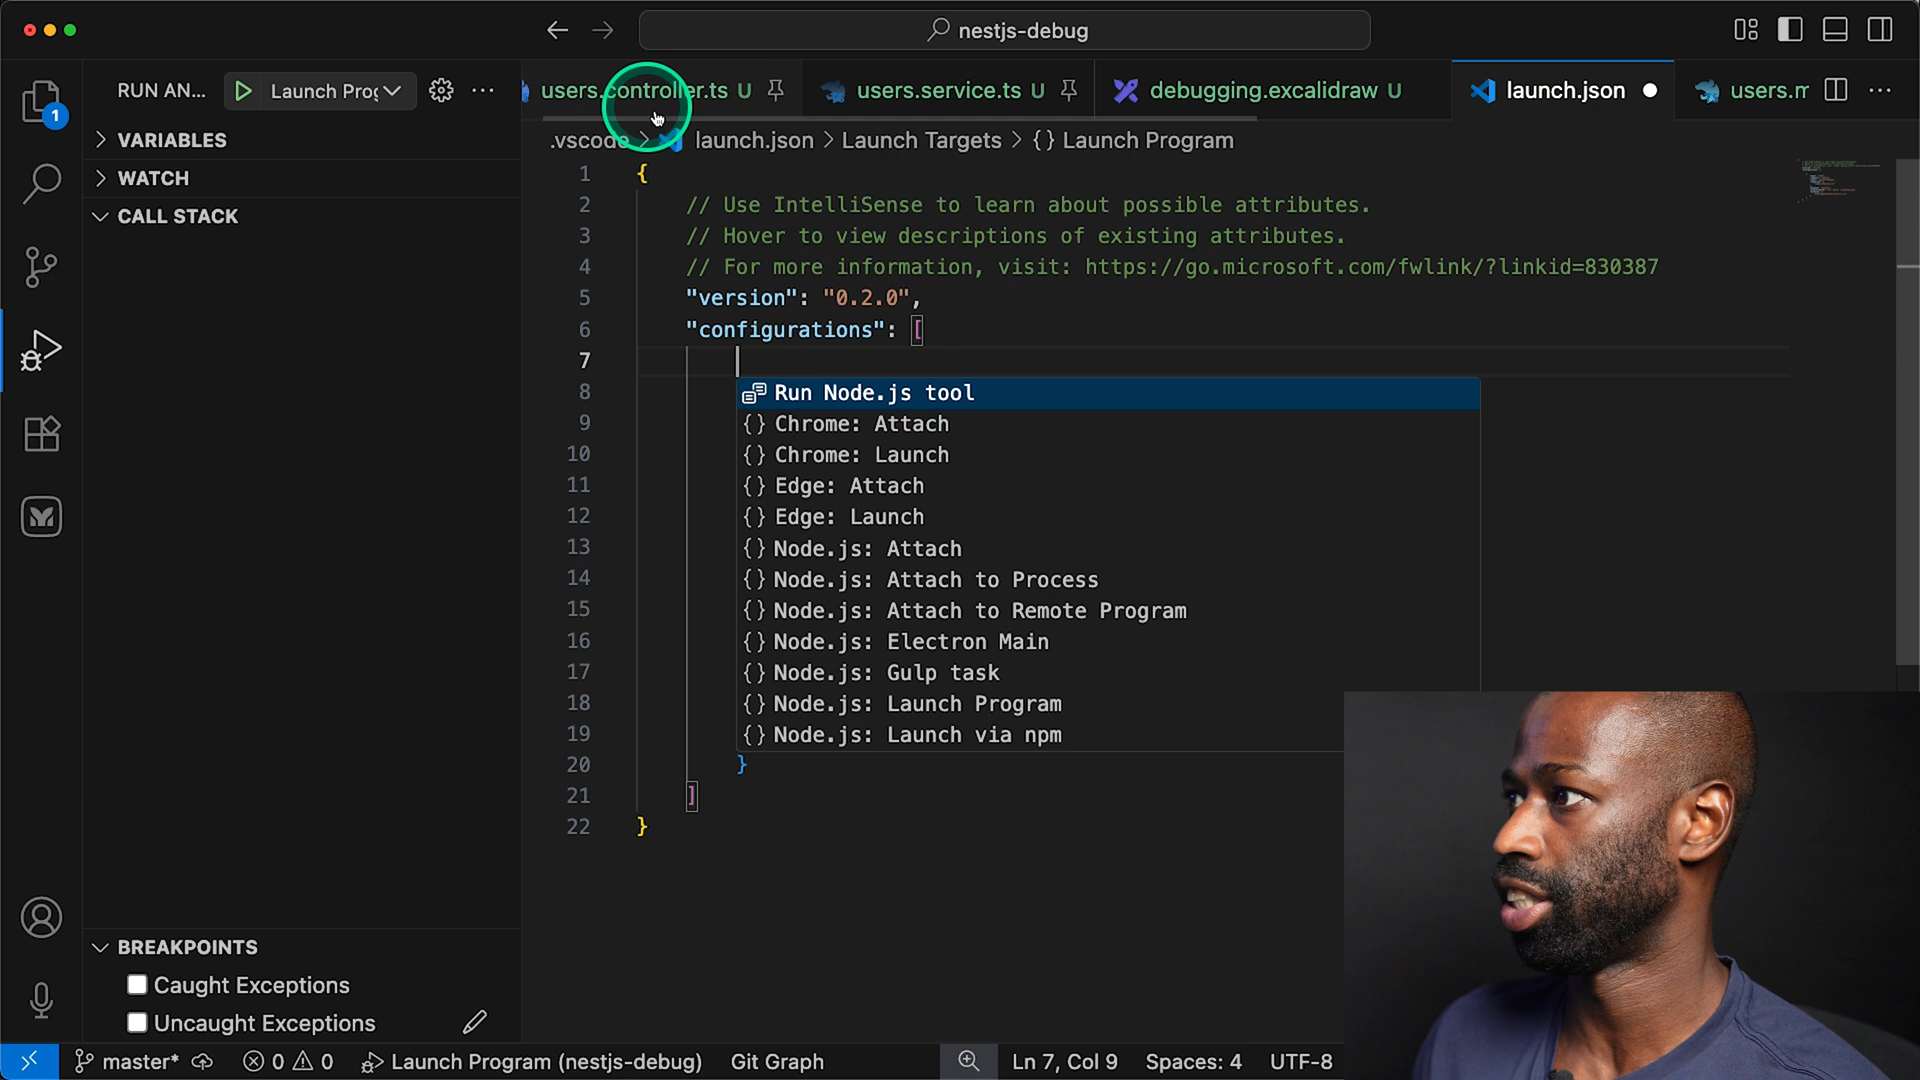 nestjs-debug
RUN AN... Launch Prog
users.controller.ts U users.service.ts U debugging.excalidraw U launch.json users.m
1
VARIABLES
WATCH
CALL STACK
.vscode > launch.json > Launch Targets > {} Launch Program
1 {
2 // Use IntelliSense to learn about possible attributes.
3 // Hover to view descriptions of existing attributes.
4 // For more information, visit: https://go.microsoft.com/fwlink/?linkid=830387
5 "version": "0.2.0",
6 "configurations": [
7
8 Run Node.js tool
9 {} Chrome: Attach
10 {} Chrome: Launch
11 {} Edge: Attach
12 {} Edge: Launch
13 {} Node.js: Attach
14 {} Node.js: Attach to Process
15 {} Node.js: Attach to Remote Program
16 {} Node.js: Electron Main
17 {} Node.js: Gulp task
18 {} Node.js: Launch Program
19 {} Node.js: Launch via npm
20 }
21 ]
22 }
BREAKPOINTS
Caught Exceptions
Uncaught Exceptions
master* 0 0 Launch Program (nestjs-debug) Git Graph Ln 7, Col 9 Spaces: 4 UTF-8